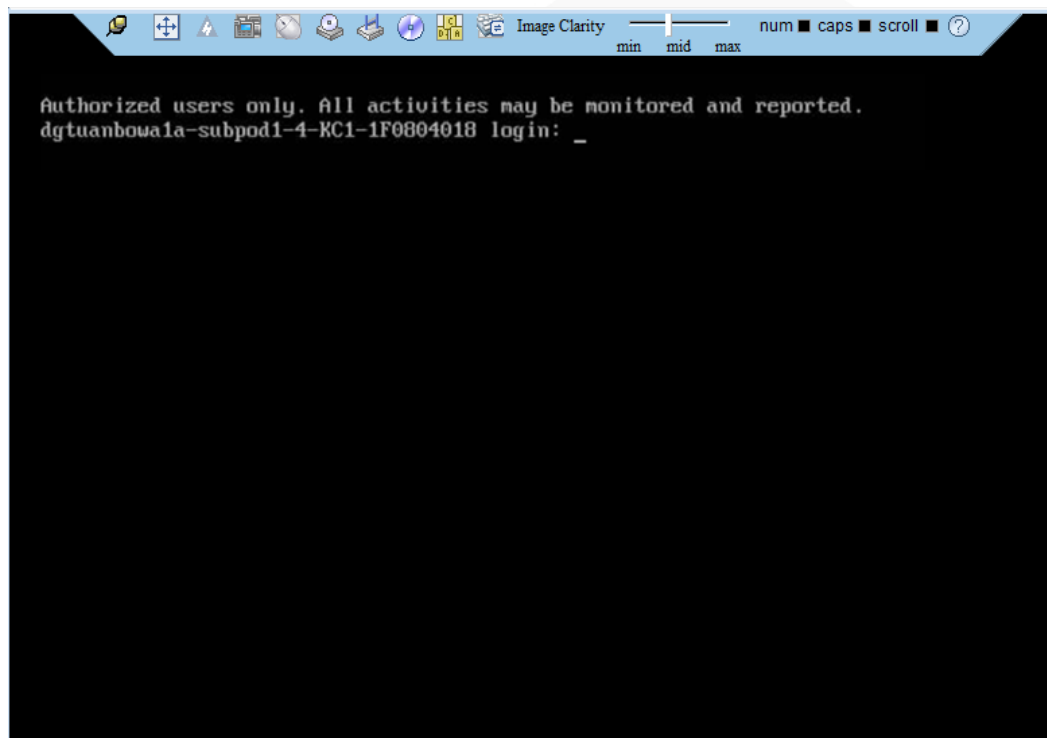 Image Clarity min mid max num caps scroll ?
Authorized users only. All activities may be monitored and reported.
dgtuanbowa1a-subpod1-4-KC1-1F0804018 login: _